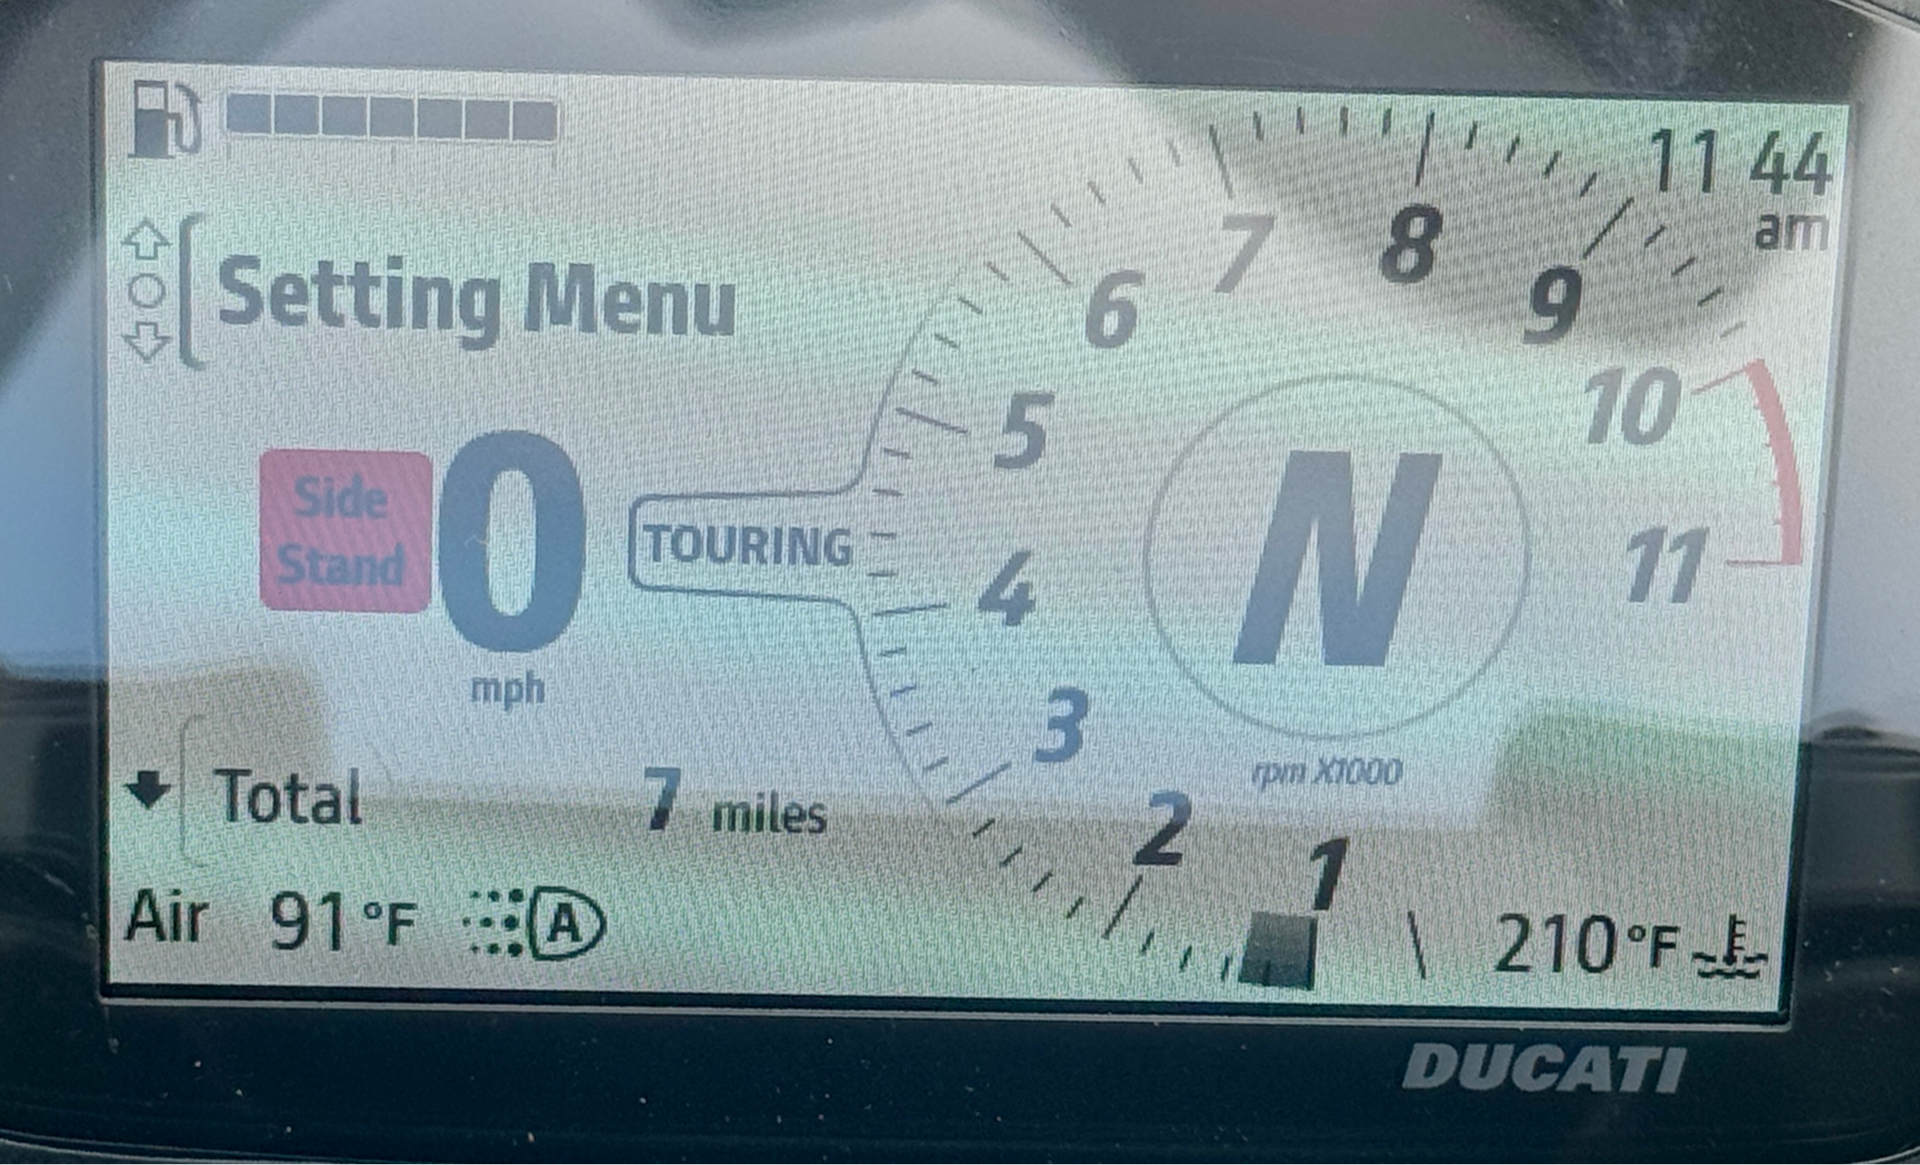 11 44
am
Setting Menu
7
8
6
9
10
5
Side
Stand
0
TOURING
N
11
4
mph
3
rpm X1000
Total 7 miles
2
1
Air 91°F A
210°F
DUCATI